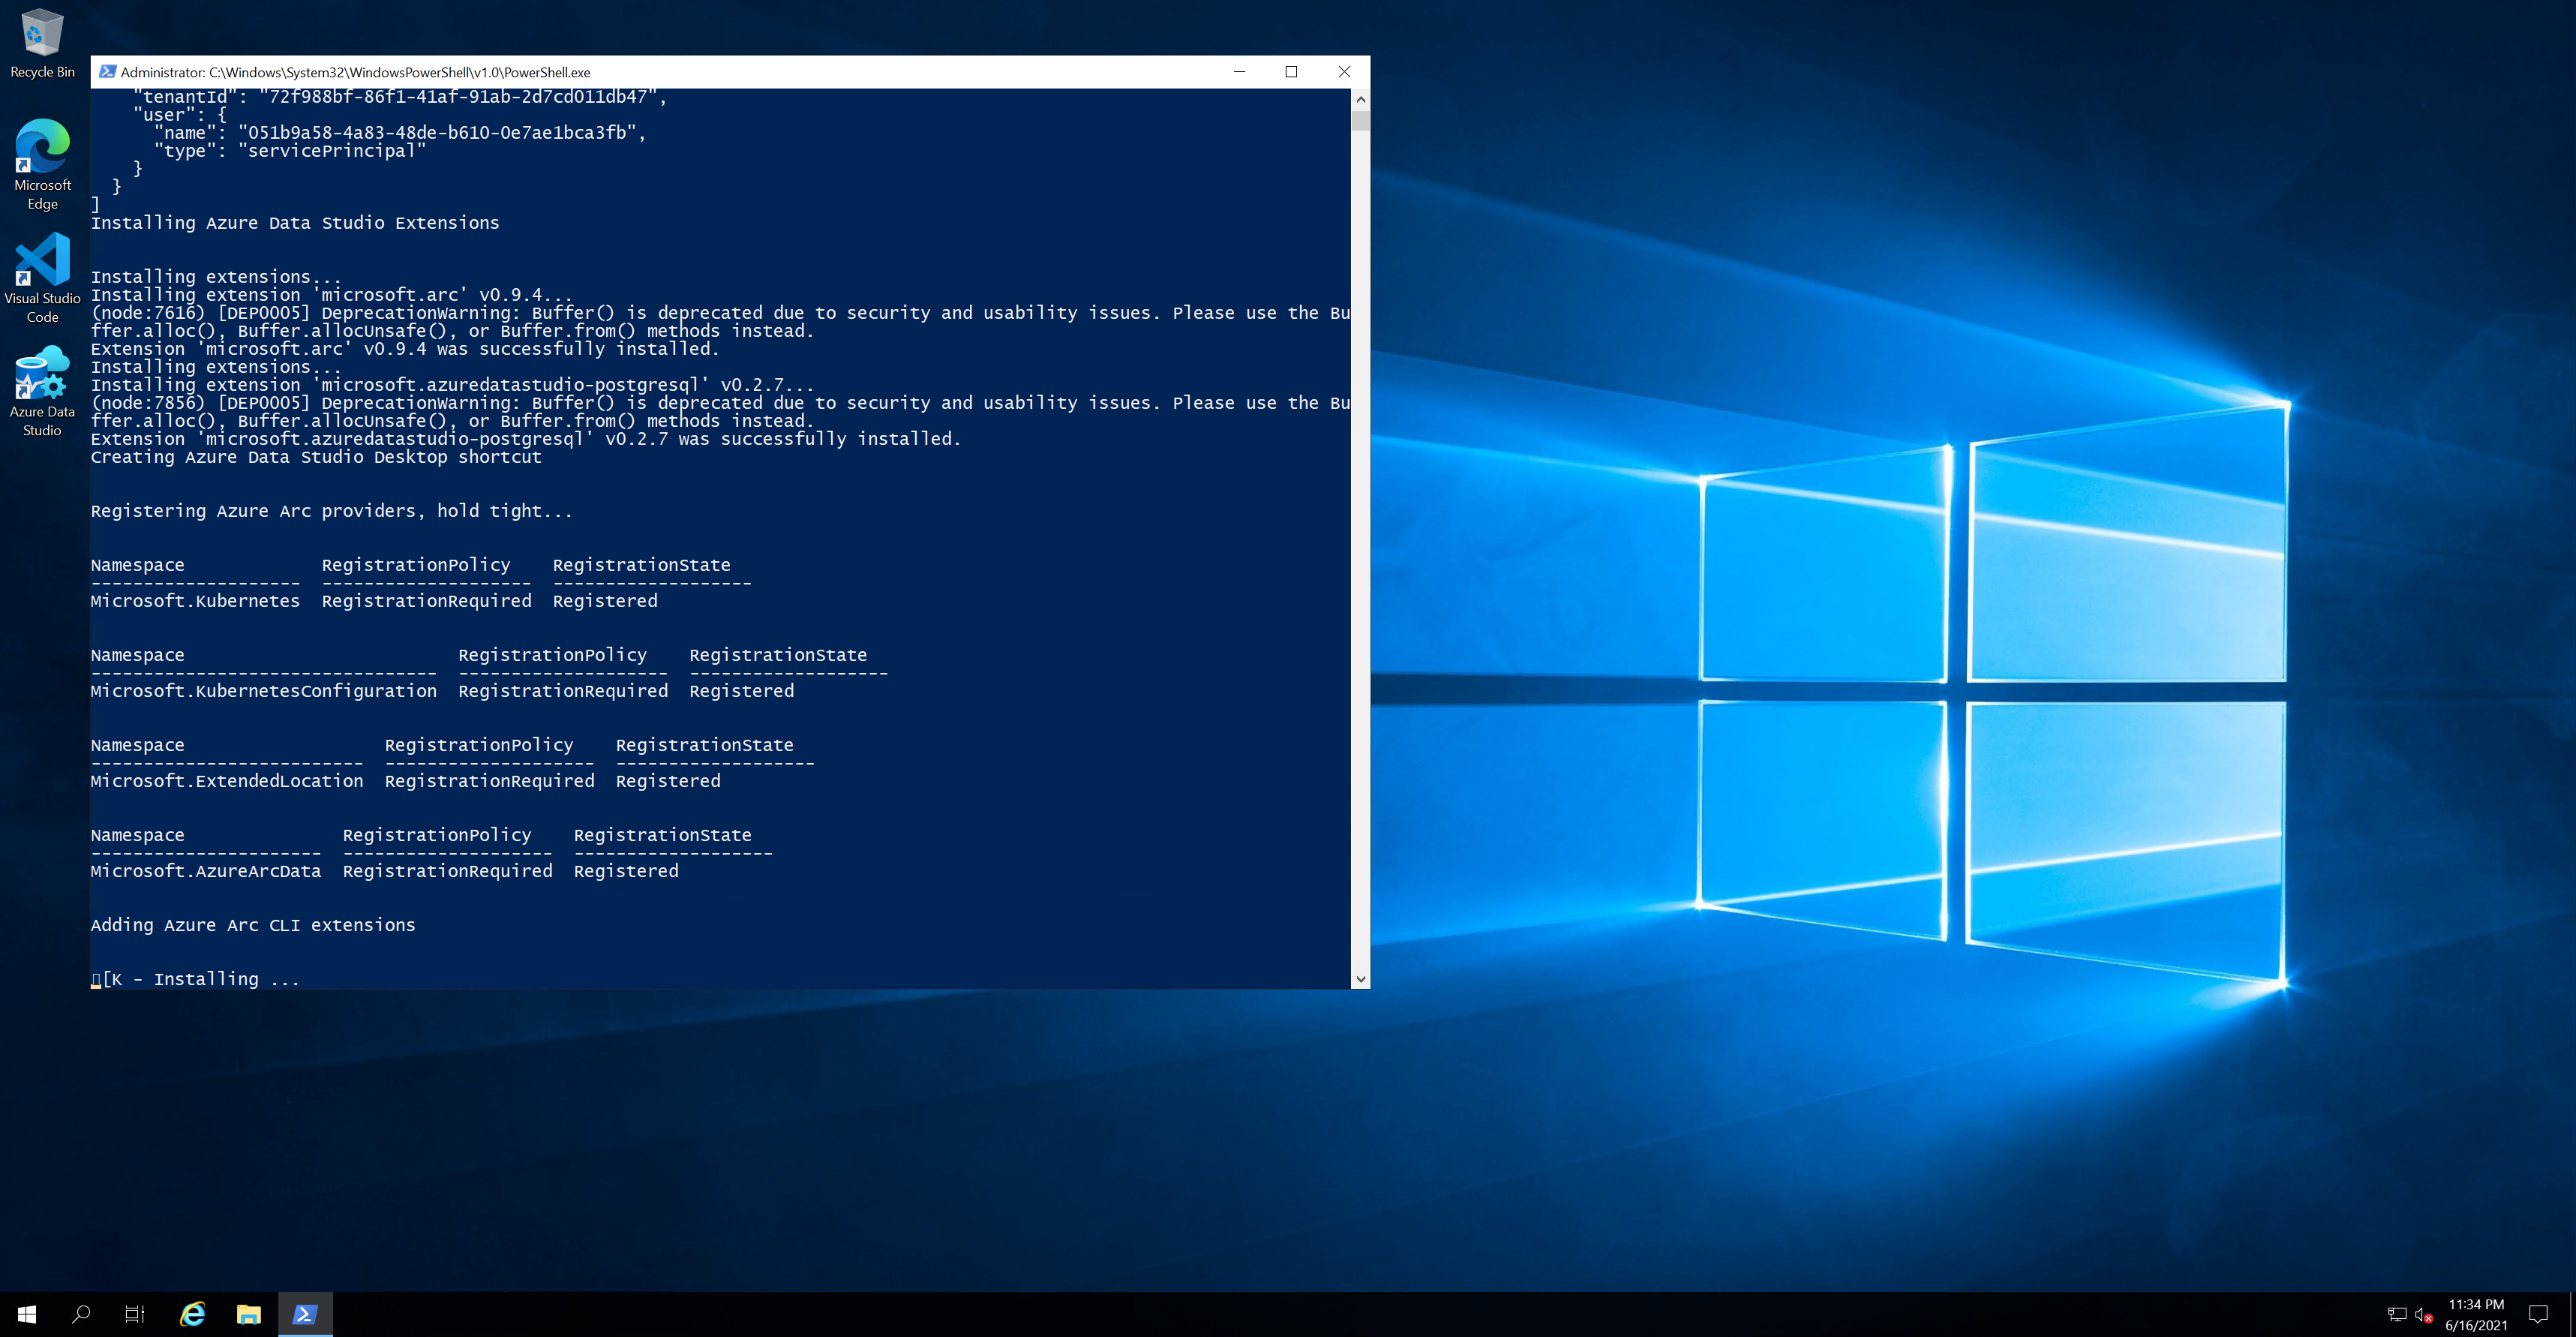 Recycle Bin
Microsoft
Edge
Visual Studio
Code
Azure Data
Studio
Administrator: C:\Windows\System32\WindowsPowerShell\v1.0\PowerShell.exe
"tenantId": "72f988bf-86f1-41af-91ab-2d7cd011db47",
"user": {
"name": "051b9a58-4a83-48de-b610-0e7ae1bca3fb",
"type": "servicePrincipal"
}
}
]
Installing Azure Data Studio Extensions
Installing extensions...
Installing extension 'microsoft.arc' v0.9.4...
(node:7616) [DEP0005] DeprecationWarning: Buffer() is deprecated due to security and usability issues. Please use the Bu
ffer.alloc(), Buffer.allocUnsafe(), or Buffer.from() methods instead.
Extension 'microsoft.arc' v0.9.4 was successfully installed.
Installing extensions...
Installing extension 'microsoft.azuredatastudio-postgresql' v0.2.7...
(node:7856) [DEP0005] DeprecationWarning: Buffer() is deprecated due to security and usability issues. Please use the Bu
ffer.alloc(), Buffer.allocUnsafe(), or Buffer.from() methods instead.
Extension 'microsoft.azuredatastudio-postgresql' v0.2.7 was successfully installed.
Creating Azure Data Studio Desktop shortcut
Registering Azure Arc providers, hold tight...
Namespace RegistrationPolicy RegistrationState
-------------------- -------------------- -------------------
Microsoft.Kubernetes RegistrationRequired Registered
Namespace RegistrationPolicy RegistrationState
--------------------------------- -------------------- -------------------
Microsoft.KubernetesConfiguration RegistrationRequired Registered
Namespace RegistrationPolicy RegistrationState
-------------------------- -------------------- -------------------
Microsoft.ExtendedLocation RegistrationRequired Registered
Namespace RegistrationPolicy RegistrationState
---------------------- -------------------- -------------------
Microsoft.AzureArcData RegistrationRequired Registered
Adding Azure Arc CLI extensions
[K - Installing ...
11:34 PM
6/16/2021